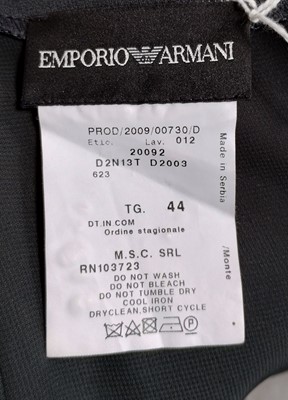 EMPORIO ARMANI
PROD/2009/00730/D
Etic. Lav. 012
20092
D2N13T D2003
623
TG. 44
DT.IN COM
Ordine stagionale
M.S.C. SRL
RN103723
DO NOT WASH
DO NOT BLEACH
DO NOT TUMBLE DRY
COOL IRON
DRYCLEAN,SHORT CYCLE
P
Made in Serbia
/Monte